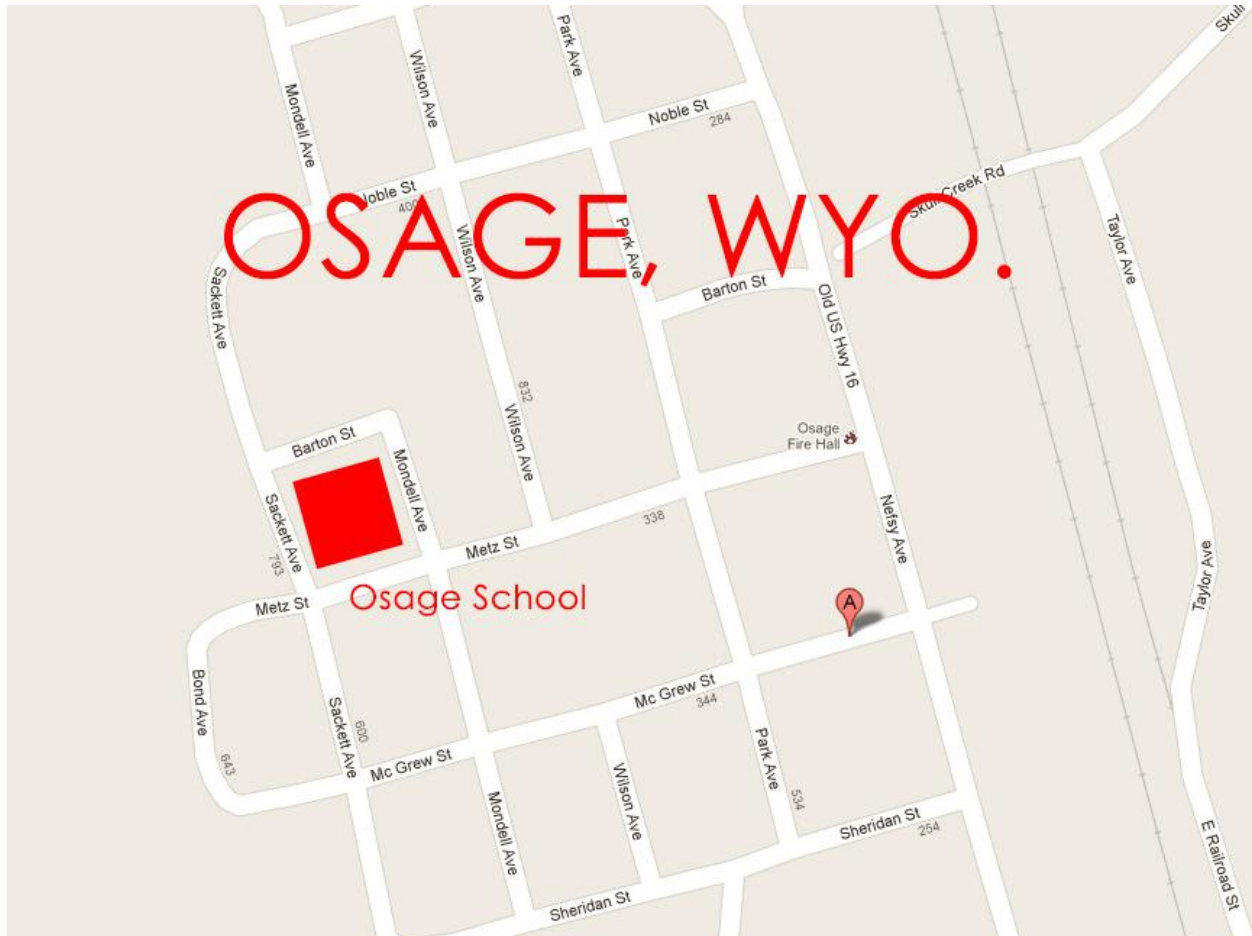 Skull
Park Ave
Wilson Ave
Mondell Ave
Noble St
284
Skull Creek Rd
Noble St
400
OSAGE, WYO.
Taylor Ave
Wilson Ave
Park Ave
Sackett Ave
Barton St
Old US Hwy 16
832
Wilson Ave
Osage
Fire Hall
Barton St
Mondell Ave
Sackett Ave
793
Nefsy Ave
338
Metz St
Taylor Ave
Metz St
Osage School
A
Bond Ave
Sackett Ave
600
Mc Grew St
344
643
Mc Grew St
Park Ave
534
Mondell Ave
Wilson Ave
Sheridan St
254
E Railroad St
Sheridan St